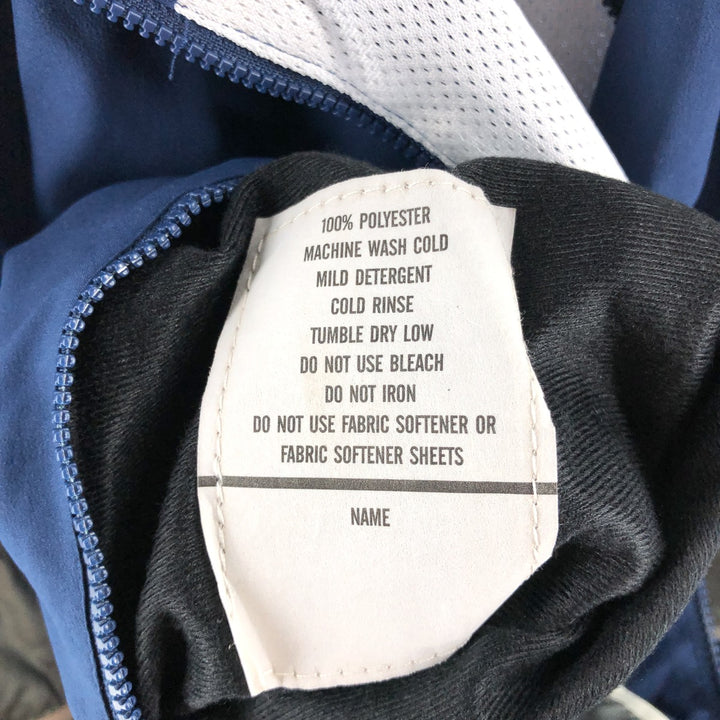 100% POLYESTER
MACHINE WASH COLD
MILD DETERGENT
COLD RINSE
TUMBLE DRY LOW
DO NOT USE BLEACH
DO NOT IRON
DO NOT USE FABRIC SOFTENER OR
FABRIC SOFTENER SHEETS
NAME